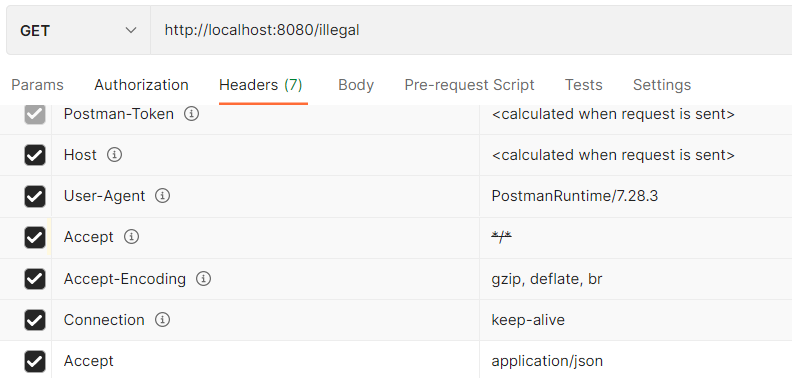 GET http://localhost:8080/illegal
Params Authorization Headers (7) Body Pre-request Script Tests Settings
Postman-Token <calculated when request is sent>
Host <calculated when request is sent>
User-Agent PostmanRuntime/7.28.3
Accept */*
Accept-Encoding gzip, deflate, br
Connection keep-alive
Accept application/json